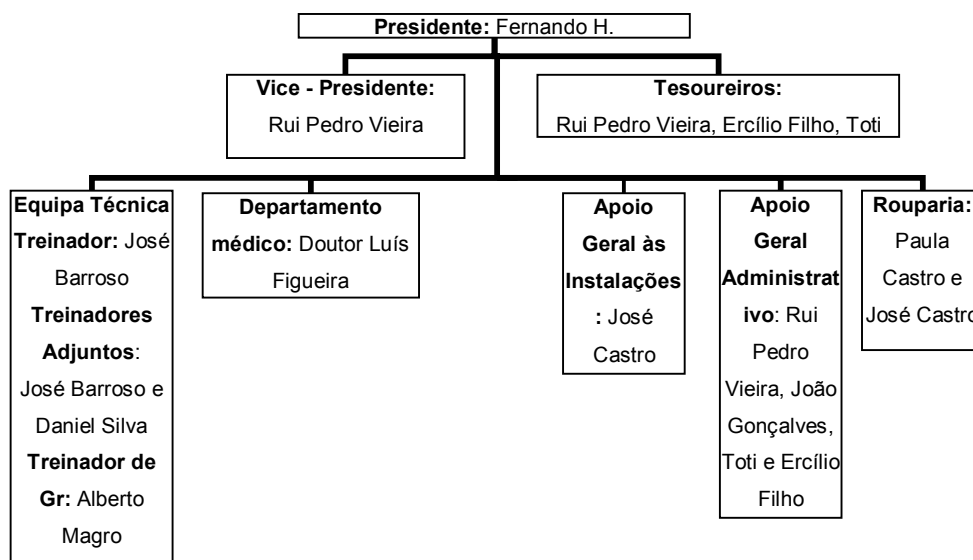 Presidente: Fernando H.
Vice - Presidente:
Rui Pedro Vieira
Tesoureiros:
Rui Pedro Vieira, Ercílio Filho, Toti
Equipa Técnica
Treinador: José
Barroso
Treinadores
Adjuntos:
José Barroso e
Daniel Silva
Treinador de
Gr: Alberto
Magro
Departamento
médico: Doutor Luís
Figueira
Apoio
Geral às
Instalações
: José
Castro
Apoio
Geral
Administrat
ivo: Rui
Pedro
Vieira, João
Gonçalves,
Toti e Ercílio
Filho
Rouparia:
Paula
Castro e
José Castro